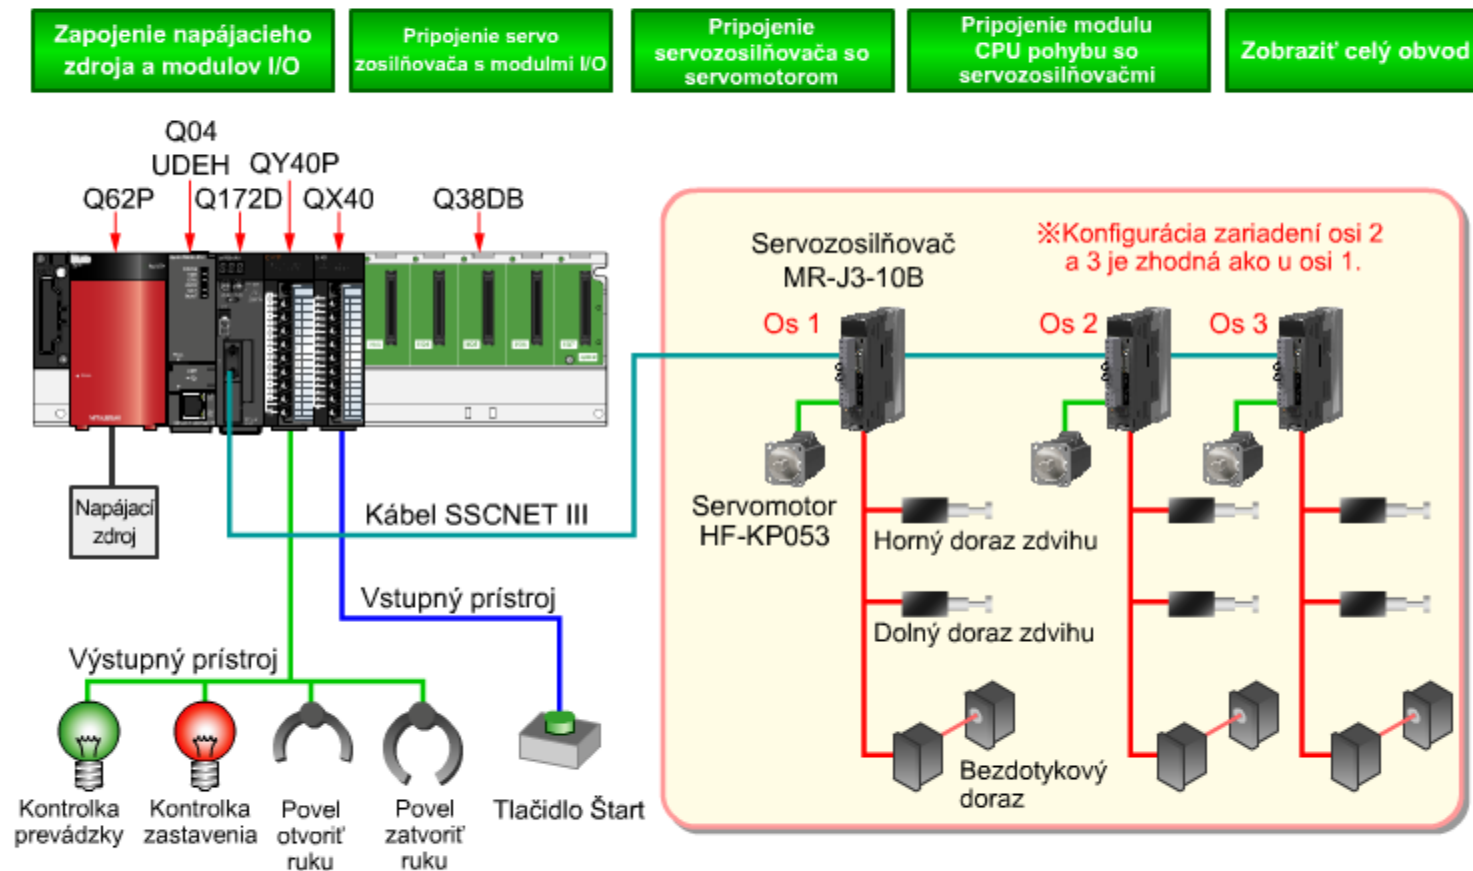 Zapojenie napájacieho
zdroja a modulov I/O
Pripojenie servo
zosilňovača s modulmi I/O
Pripojenie
servozosilňovača so
servomotorom
Pripojenie modulu
CPU pohybu so
servozosilňovačmi
Zobraziť celý obvod
Q04
UDEH
QY40P
Q62P
Q172D
QX40
Q38DB
Servozosilňovač
MR-J3-10B
※Konfigurácia zariadení osi 2
a 3 je zhodná ako u osi 1.
Os 1
Os 2
Os 3
Napájací
zdroj
Kábel SSCNET III
Servomotor
HF-KP053
Horný doraz zdvihu
Vstupný prístroj
Dolný doraz zdvihu
Výstupný prístroj
Bezdotykový
doraz
Kontrolka
prevádzky
Kontrolka
zastavenia
Povel
otvoriť
ruku
Povel
zatvoriť
ruku
Tlačidlo Štart